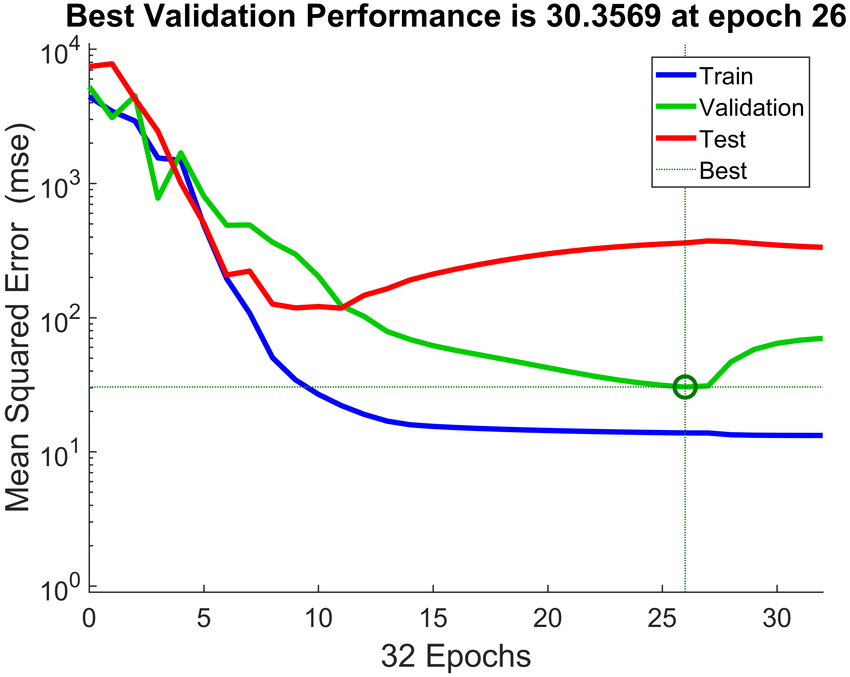 Best Validation Performance is 30.3569 at epoch 26
Mean Squared Error (mse)
10^4
10^3
10^2
10^1
10^0
Train
Validation
Test
Best
0 5 10 15 20 25 30
32 Epochs